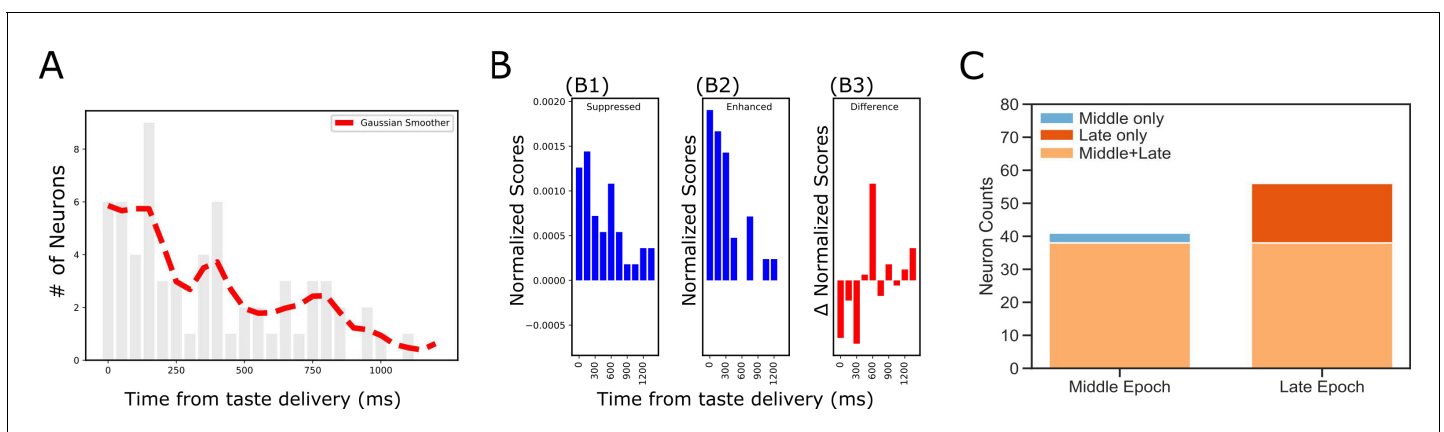 A
# of Neurons
8
6
4
2
0
Gaussian Smoother
0 250 500 750 1000
Time from taste delivery (ms)
B
(B1) (B2) (B3)
Suppressed Enhanced Difference
Normalized Scores
0.0020
0.0015
0.0010
0.0005
0.0000
−0.0005
Normalized Scores
Δ Normalized Scores
0 300 600 900 1200
0 300 600 900 1200
0 300 600 900 1200
Time from taste delivery (ms)
C
Neuron Counts
80
70
60
50
40
30
20
10
0
Middle only
Late only
Middle+Late
Middle Epoch Late Epoch